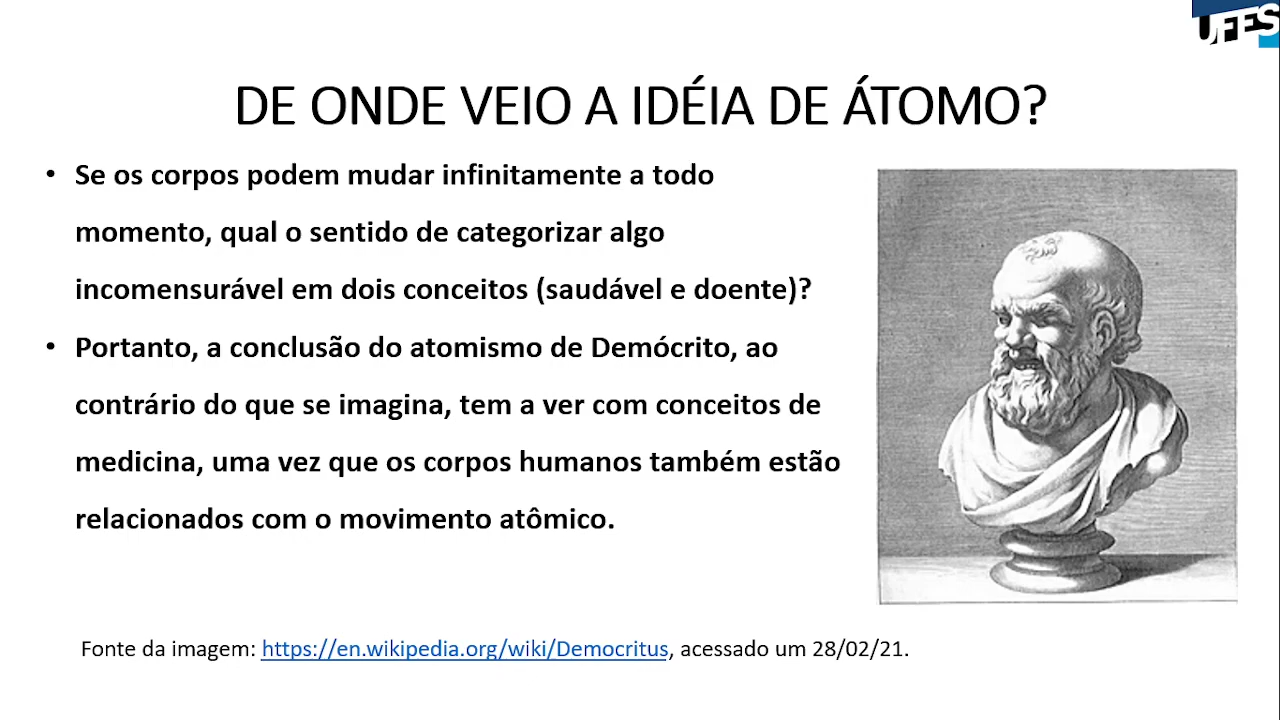 UFES
DE ONDE VEIO A IDÉIA DE ÁTOMO?
• Se os corpos podem mudar infinitamente a todo
momento, qual o sentido de categorizar algo
incomensurável em dois conceitos (saudável e doente)?
• Portanto, a conclusão do atomismo de Demócrito, ao
contrário do que se imagina, tem a ver com conceitos de
medicina, uma vez que os corpos humanos também estão
relacionados com o movimento atômico.
Fonte da imagem: https://en.wikipedia.org/wiki/Democritus, acessado um 28/02/21.